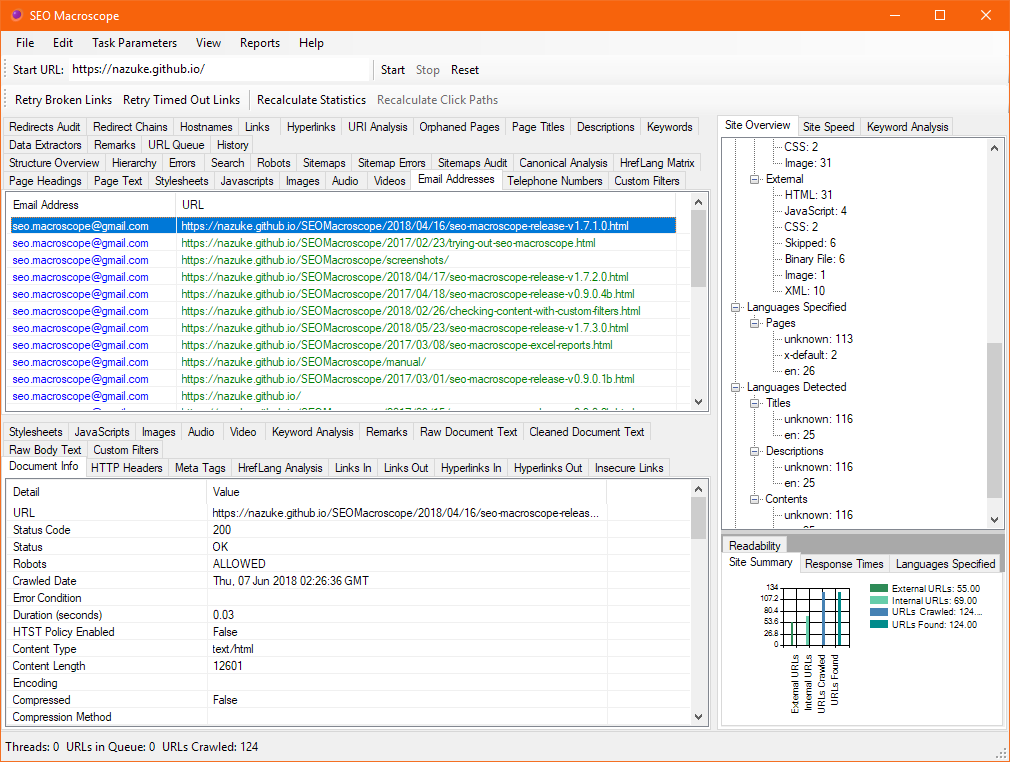 SEO Macroscope
File Edit Task Parameters View Reports Help
Start URL: https://nazuke.github.io/ Start Stop Reset
Retry Broken Links Retry Timed Out Links Recalculate Statistics Recalculate Click Paths
Redirects Audit Redirect Chains Hostnames Links Hyperlinks URI Analysis Orphaned Pages Page Titles Descriptions Keywords
Data Extractors Remarks URL Queue History
Structure Overview Hierarchy Errors Search Robots Sitemaps Sitemap Errors Sitemaps Audit Canonical Analysis HrefLang Matrix
Page Headings Page Text Stylesheets Javascripts Images Audio Videos Email Addresses Telephone Numbers Custom Filters
Email Address URL
seo.macroscope@gmail.com https://nazuke.github.io/SEOMacroscope/2018/04/16/seo-macroscope-release-v1.7.1.0.html
seo.macroscope@gmail.com https://nazuke.github.io/SEOMacroscope/2017/02/23/trying-out-seo-macroscope.html
seo.macroscope@gmail.com https://nazuke.github.io/SEOMacroscope/screenshots/
seo.macroscope@gmail.com https://nazuke.github.io/SEOMacroscope/2018/04/17/seo-macroscope-release-v1.7.2.0.html
seo.macroscope@gmail.com https://nazuke.github.io/SEOMacroscope/2017/04/18/seo-macroscope-release-v0.9.0.4b.html
seo.macroscope@gmail.com https://nazuke.github.io/SEOMacroscope/2018/02/26/checking-content-with-custom-filters.html
seo.macroscope@gmail.com https://nazuke.github.io/SEOMacroscope/2018/05/23/seo-macroscope-release-v1.7.3.0.html
seo.macroscope@gmail.com https://nazuke.github.io/SEOMacroscope/2017/03/08/seo-macroscope-excel-reports.html
seo.macroscope@gmail.com https://nazuke.github.io/SEOMacroscope/manual/
seo.macroscope@gmail.com https://nazuke.github.io/SEOMacroscope/2017/03/01/seo-macroscope-release-v0.9.0.1b.html
seo.macroscope@gmail.com https://nazuke.github.io/
Stylesheets JavaScripts Images Audio Video Keyword Analysis Remarks Raw Document Text Cleaned Document Text
Raw Body Text Custom Filters
Document Info HTTP Headers Meta Tags HrefLang Analysis Links In Links Out Hyperlinks In Hyperlinks Out Insecure Links
Detail Value
URL https://nazuke.github.io/SEOMacroscope/2018/04/16/seo-macroscope-releas...
Status Code 200
Status OK
Robots ALLOWED
Crawled Date Thu, 07 Jun 2018 02:26:36 GMT
Error Condition
Duration (seconds) 0.03
HTST Policy Enabled False
Content Type text/html
Content Length 12601
Encoding
Compressed False
Compression Method
Site Overview Site Speed Keyword Analysis
CSS: 2
Image: 31
External
HTML: 31
JavaScript: 4
CSS: 2
Skipped: 6
Binary File: 6
Image: 1
XML: 10
Languages Specified
Pages
unknown: 113
x-default: 2
en: 26
Languages Detected
Titles
unknown: 116
en: 25
Descriptions
unknown: 116
en: 25
Contents
unknown: 116
Readability
Site Summary Response Times Languages Specified
134
107.2
80.4
53.6
26.8
0
External URLs
Internal URLs
URLs Crawled
URLs Found
External URLs: 55.00
Internal URLs: 69.00
URLs Crawled: 124....
URLs Found: 124.00
Threads: 0 URLs in Queue: 0 URLs Crawled: 124